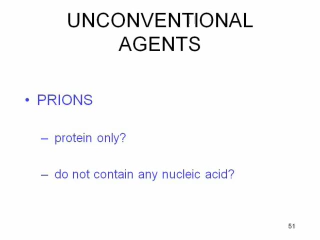 UNCONVENTIONAL
AGENTS
• PRIONS
– protein only?
– do not contain any nucleic acid?
51